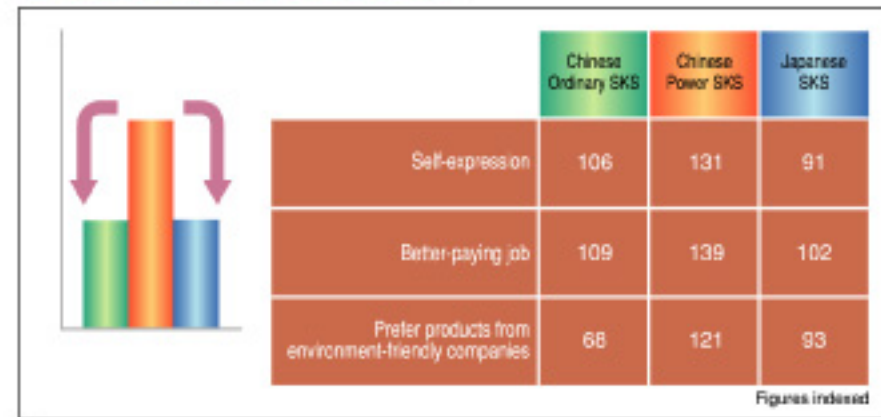 Chinese
Ordinary SKS
Chinese
Power SKS
Japanese
SKS
Self-expression
106
131
91
Better-paying job
109
139
102
Prefer products from
environment-friendly companies
68
121
93
Figures indexed